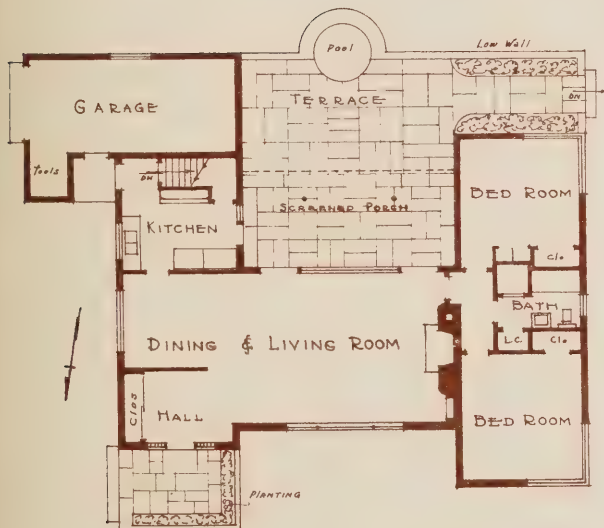 Pool
Low Wall
GARAGE
TERRACE
DN
Tools
DN
SCREENED PORCH
BED ROOM
KITCHEN
Clo
BATH
DINING & LIVING ROOM
L.C.
Clo
CLOS
HALL
BED ROOM
PLANTING